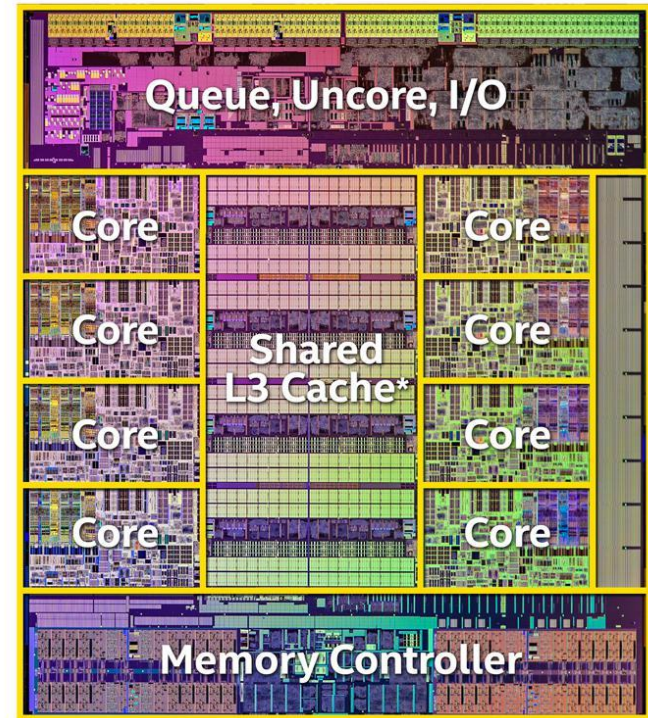 Queue, Uncore, I/O
Core
Core
Core
Core
Shared
L3 Cache*
Core
Core
Core
Core
Memory Controller